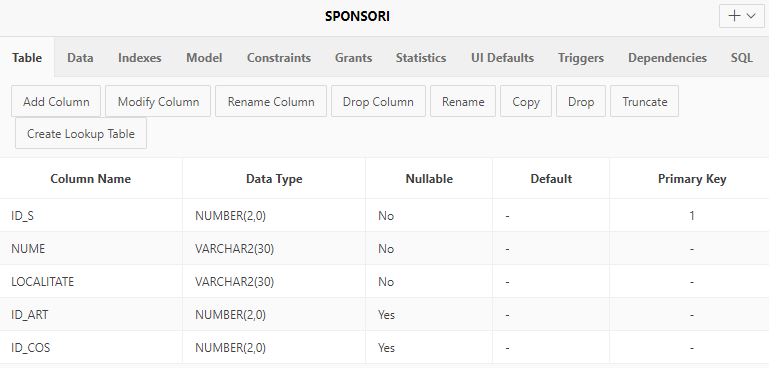 SPONSORI
Table Data Indexes Model Constraints Grants Statistics UI Defaults Triggers Dependencies SQL
Add Column Modify Column Rename Column Drop Column Rename Copy Drop Truncate
Create Lookup Table
Column Name Data Type Nullable Default Primary Key
ID_S NUMBER(2,0) No - 1
NUME VARCHAR2(30) No - -
LOCALITATE VARCHAR2(30) No - -
ID_ART NUMBER(2,0) Yes - -
ID_COS NUMBER(2,0) Yes - -